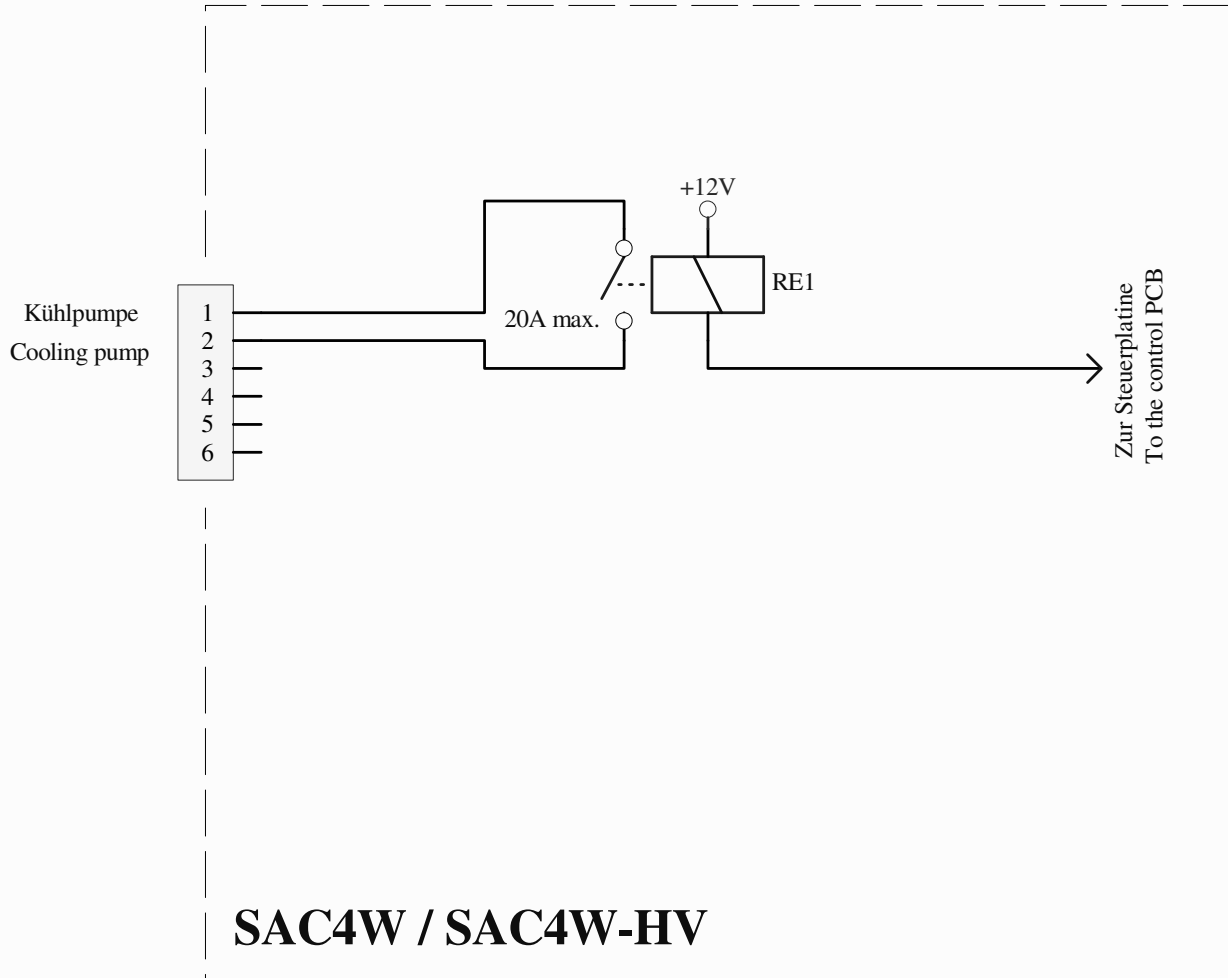 +12V
RE1
20A max.
Kühlpumpe
Cooling pump
1
2
3
4
5
6
Zur Steuerplatine
To the control PCB
SAC4W / SAC4W-HV